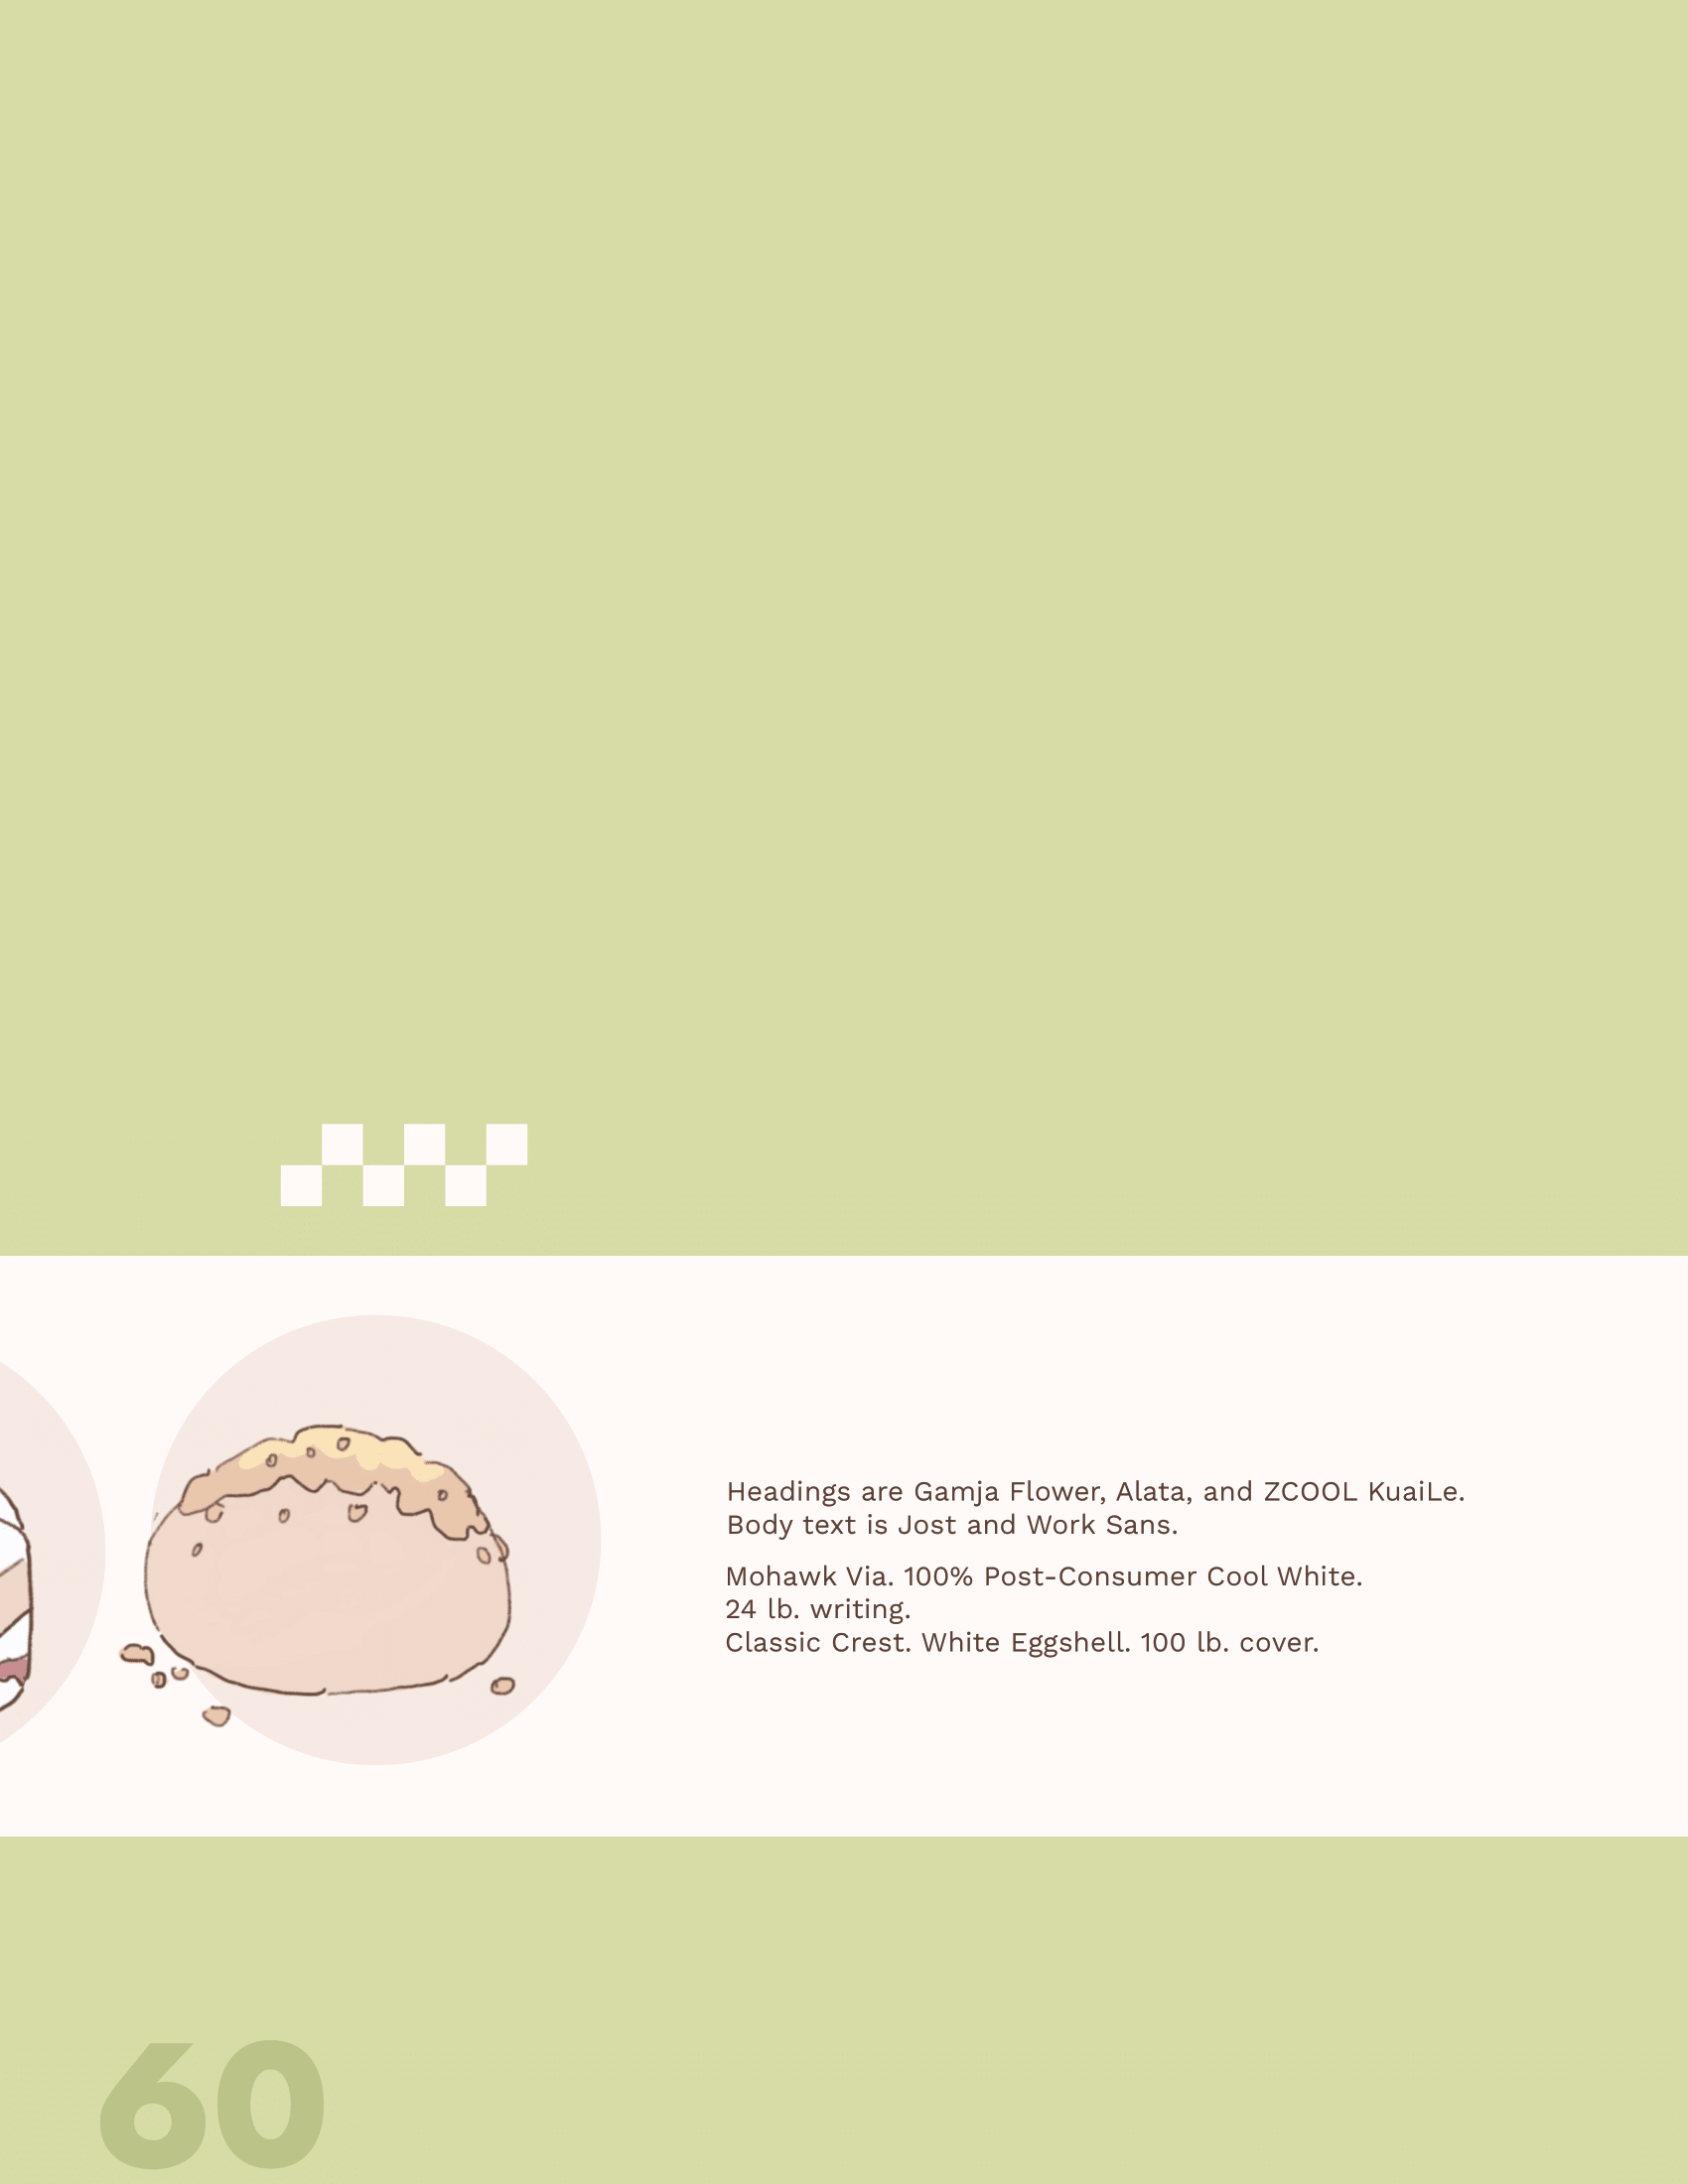 Headings are Gamja Flower, Alata, and ZCOOL KuaiLe.
Body text is Jost and Work Sans.
Mohawk Via. 100% Post-Consumer Cool White.
24 lb. writing.
Classic Crest. White Eggshell. 100 lb. cover.
60